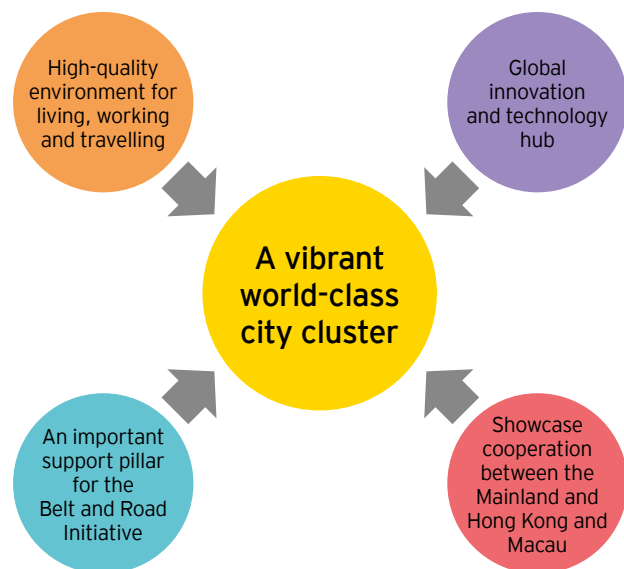 High-quality
environment for
living, working
and travelling
Global
innovation
and technology
hub
A vibrant
world-class
city cluster
An important
support pillar
for the
Belt and Road
Initiative
Showcase
cooperation
between the
Mainland and
Hong Kong and
Macau